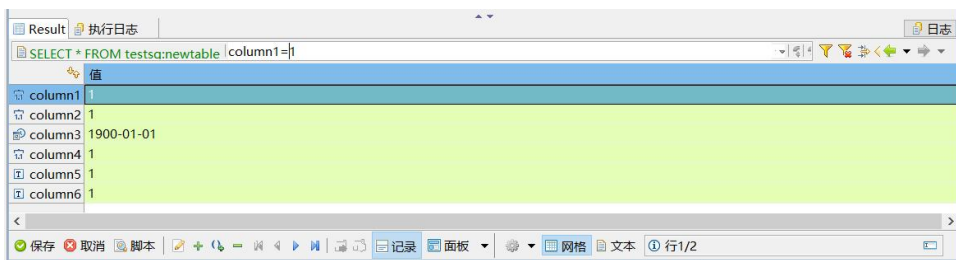 Result 执行日志 日志
SELECT * FROM testsq:newtable column1=1
值
column1 1
column2 1
column3 1900-01-01
column4 1
column5 1
column6 1
保存 取消 脚本 记录 面板 网格 文本 行1/2